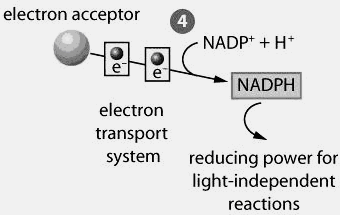 electron acceptor
4
NADP⁺ + H⁺
e⁻
e⁻
NADPH
electron
transport
system
reducing power for
light-independent
reactions